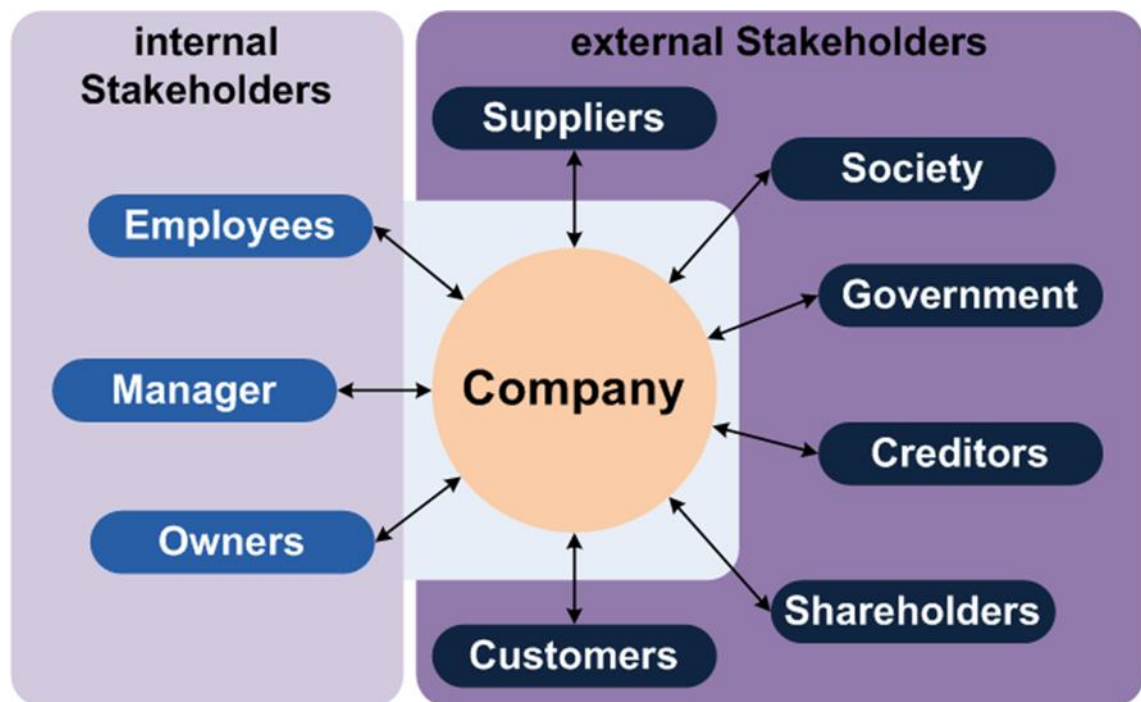 internal
Stakeholders
external Stakeholders
Suppliers
Society
Employees
Government
Manager
Company
Creditors
Owners
Shareholders
Customers